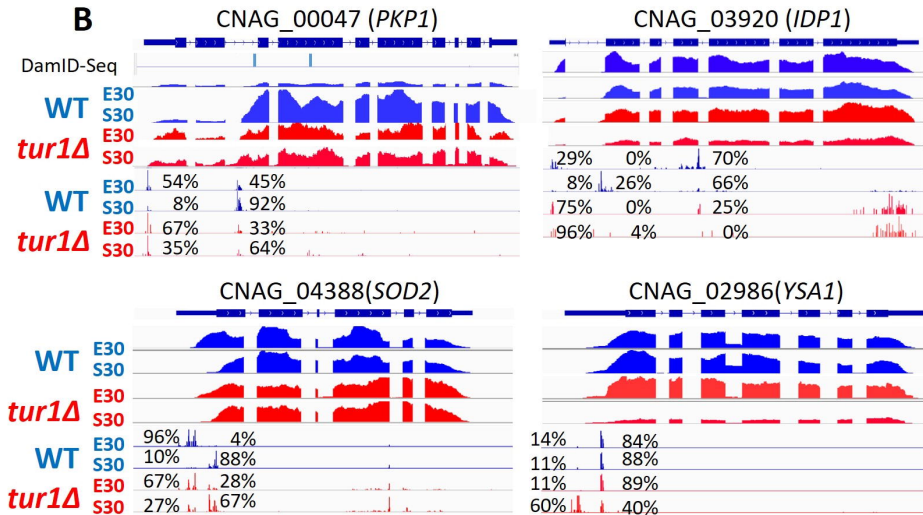 B
CNAG_00047 (PKP1)
CNAG_03920 (IDP1)
DamID-Seq
WT E30
S30
tur1Δ E30
S30
WT E30 54% 45%
S30 8% 92%
tur1Δ E30 67% 33%
S30 35% 64%
29% 0% 70%
8% 26% 66%
75% 0% 25%
96% 4% 0%
CNAG_04388(SOD2)
CNAG_02986(YSA1)
WT E30
S30
tur1Δ E30
S30
WT E30 96% 4%
S30 10% 88%
tur1Δ E30 67% 28%
S30 27% 67%
14% 84%
11% 88%
11% 89%
60% 40%